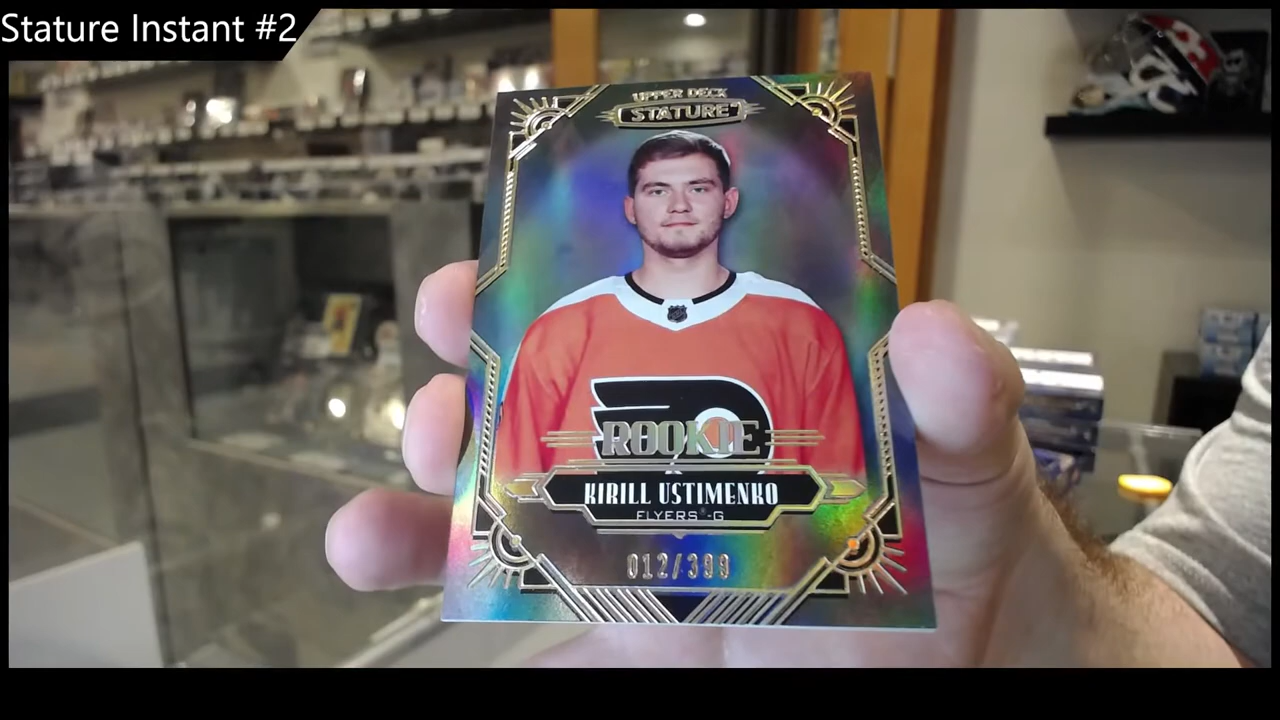 Stature Instant #2
UPPER DECK
STATURE
ROOKIE
KIRILL USTIMENKO
FLYERS® -G
012/399